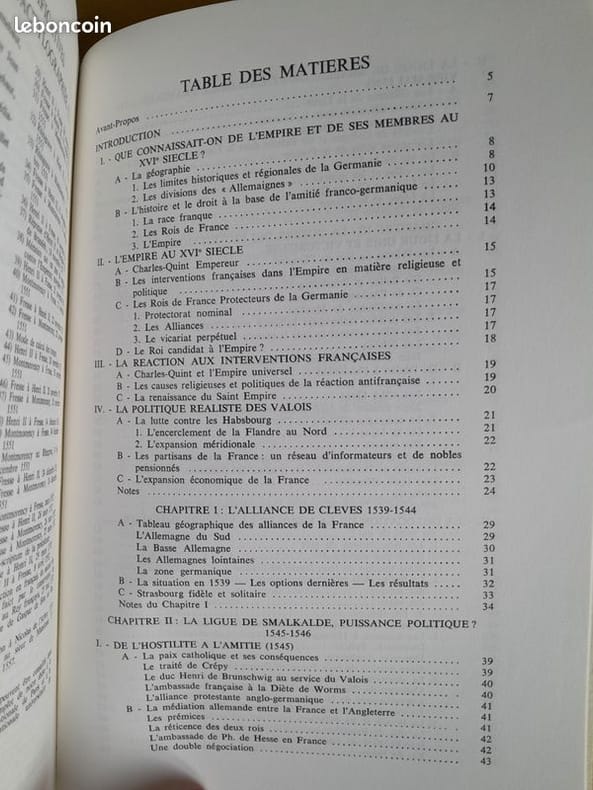 leboncoin
TABLE DES MATIERES
Avant-Propos 5
INTRODUCTION 7
I. - QUE CONNAISSAIT-ON DE L'EMPIRE ET DE SES MEMBRES AU
XVIe SIECLE ?
A - La géographie 8
1. Les limites historiques et régionales de la Germanie 8
2. Les divisions des « Allemaignes » 10
B - L'histoire et le droit à la base de l'amitié franco-germanique 13
1. La race franque 13
2. Les Rois de France 14
3. L'Empire 14
II. - L'EMPIRE AU XVIe SIECLE
A - Charles-Quint Empereur 15
B - Les interventions françaises dans l'Empire en matière religieuse et
politique 15
C - Les Rois de France Protecteurs de la Germanie 17
1. Protectorat nominal 17
2. Les Alliances 17
3. Le vicariat perpétuel 17
D - Le Roi candidat à l'Empire ? 18
III. - LA REACTION AUX INTERVENTIONS FRANÇAISES
A - Charles-Quint et l'Empire universel 19
B - Les causes religieuses et politiques de la réaction antifrançaise 19
C - La renaissance du Saint Empire 20
IV. - LA POLITIQUE REALISTE DES VALOIS
A - La lutte contre les Habsbourg 21
1. L'encerclement de la Flandre au Nord 21
2. L'expansion méridionale 22
B - Les partisans de la France : un réseau d'informateurs et de nobles
pensionnés 22
C - L'expansion économique de la France 23
Notes 24
CHAPITRE I : L'ALLIANCE DE CLEVES 1539-1544
A - Tableau géographique des alliances de la France 29
L'Allemagne du Sud 29
La Basse Allemagne 30
Les Allemagnes lointaines 31
La zone germanique 31
B - La situation en 1539 — Les options dernières — Les résultats 32
C - Strasbourg fidèle et solitaire 33
Notes du Chapitre I 34
CHAPITRE II : LA LIGUE DE SMALKALDE, PUISSANCE POLITIQUE ?
1545-1546
I. - DE L'HOSTILITE A L'AMITIE (1545)
A - La paix catholique et ses conséquences 39
Le traité de Crépy 39
Le duc Henri de Brunschwig au service du Valois 40
L'ambassade française à la Diète de Worms 40
L'alliance protestante anglo-germanique 41
B - La médiation allemande entre la France et l'Angleterre 41
Les prémices 41
La réticence des deux rois 42
L'ambassade de Ph. de Hesse en France 42
Une double négociation 43